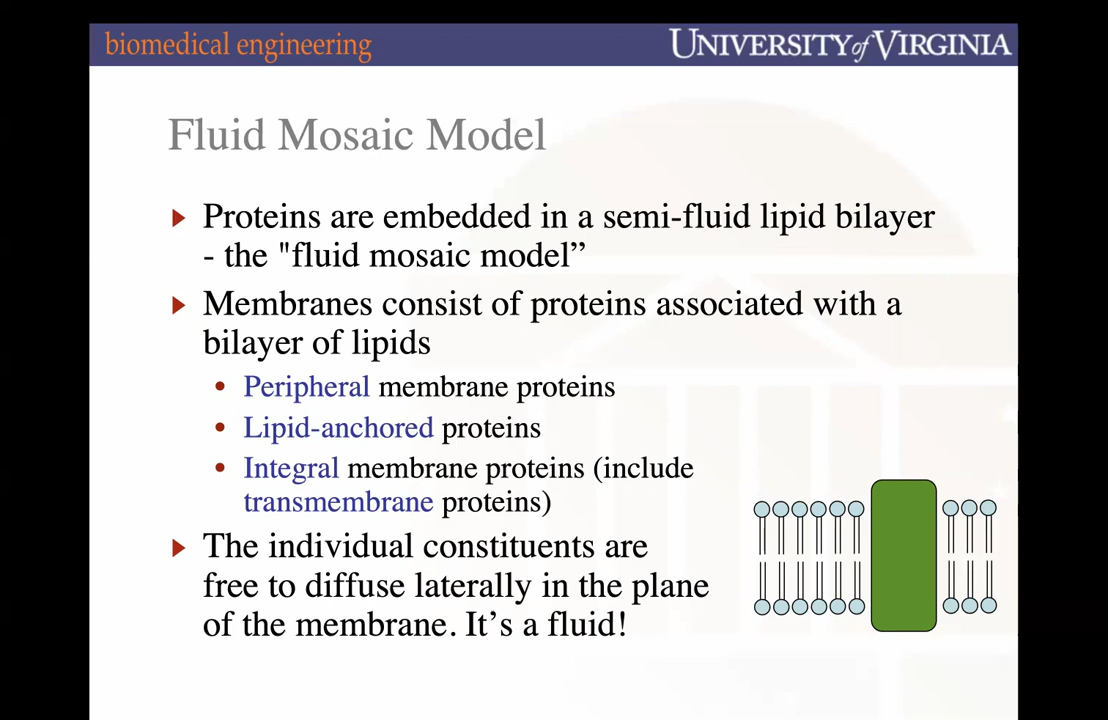 biomedical engineering
UNIVERSITY of VIRGINIA
Fluid Mosaic Model
Proteins are embedded in a semi-fluid lipid bilayer
- the "fluid mosaic model”
Membranes consist of proteins associated with a
bilayer of lipids
• Peripheral membrane proteins
• Lipid-anchored proteins
• Integral membrane proteins (include
transmembrane proteins)
The individual constituents are
free to diffuse laterally in the plane
of the membrane. It’s a fluid!